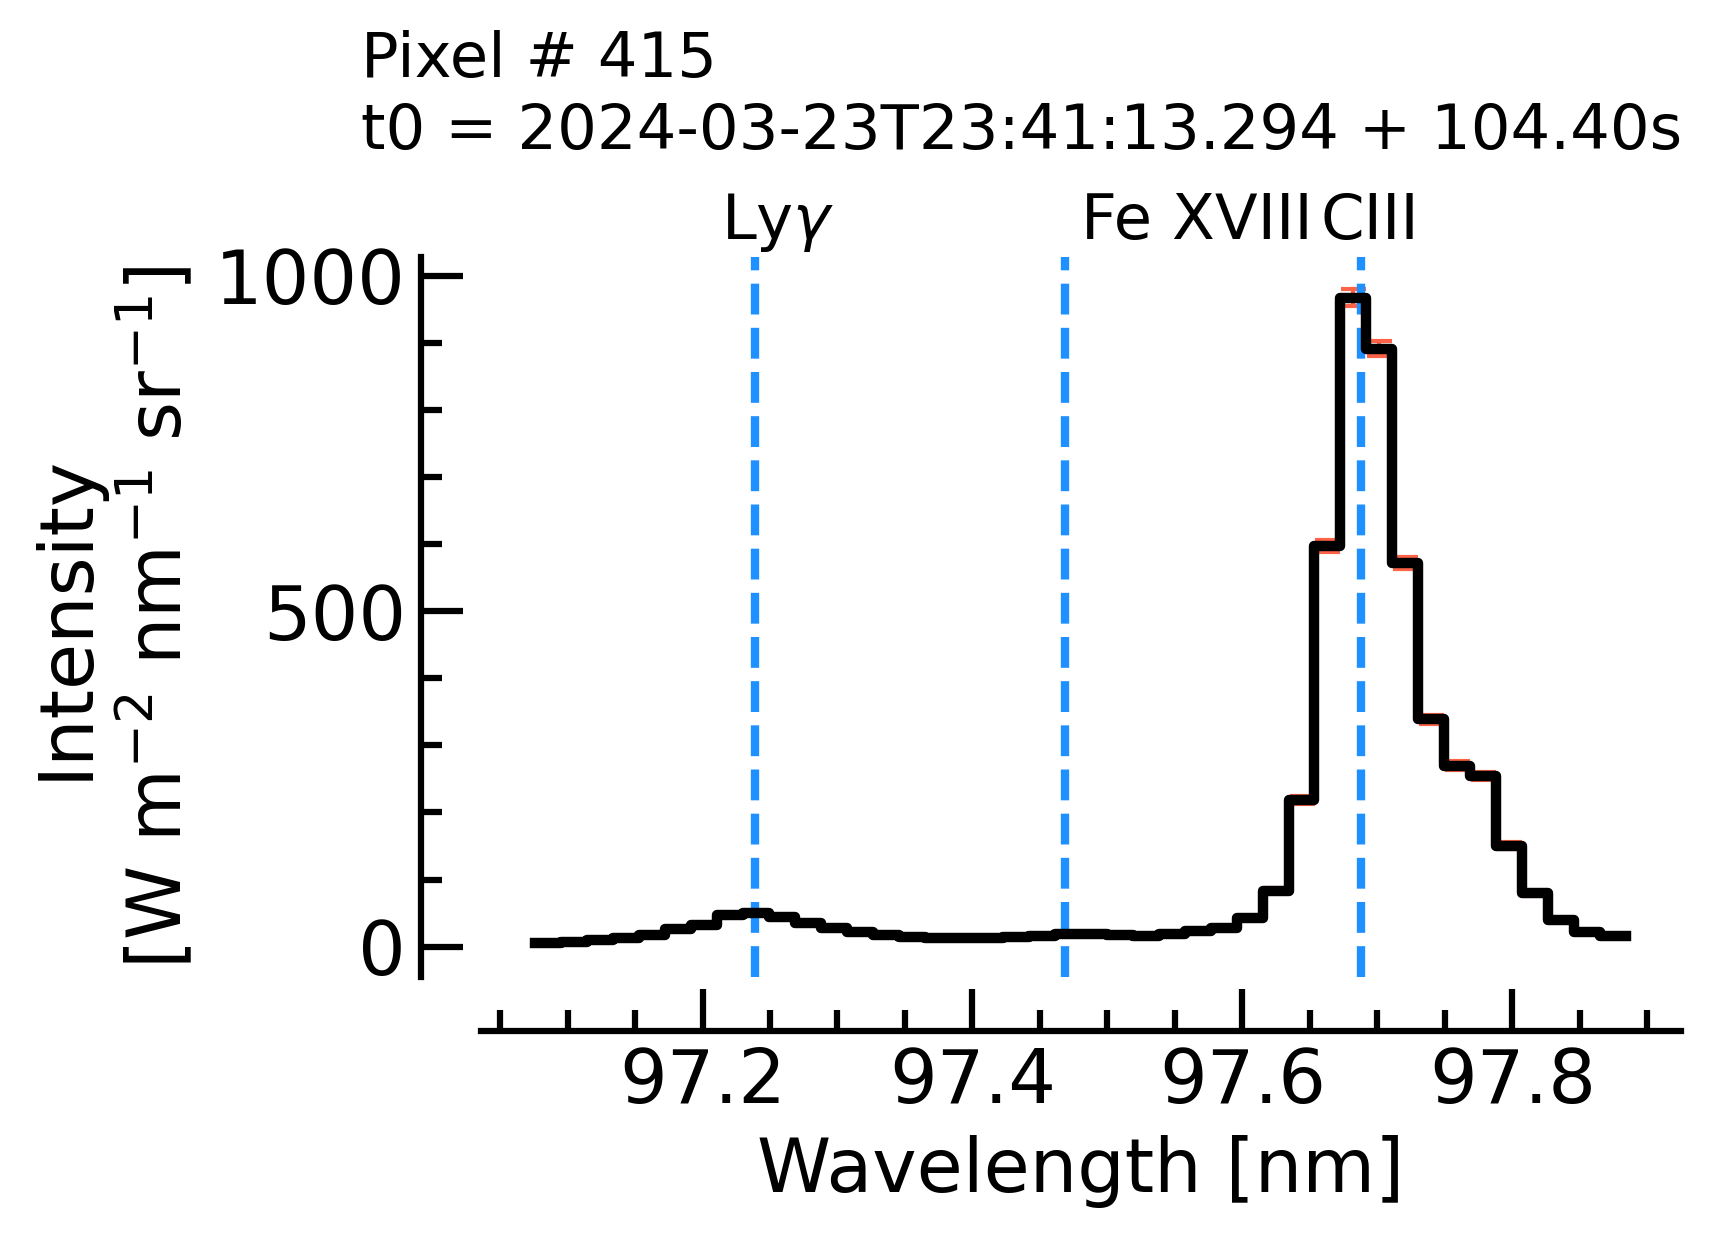 Pixel # 415
t0 = 2024-03-23T23:41:13.294 + 104.40s
Lyγ Fe XVIII CIII
Intensity
[W m⁻² nm⁻¹ sr⁻¹]
1000
500
0
97.2 97.4 97.6 97.8
Wavelength [nm]